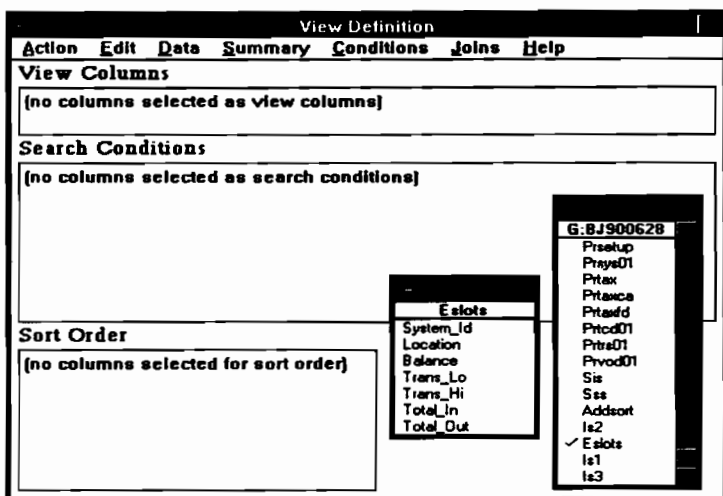 View Definition
Action Edit Data Summary Conditions Joins Help
View Columns
(no columns selected as view columns)
Search Conditions
(no columns selected as search conditions)
Sort Order
(no columns selected for sort order)
Eslots
System_Id
Location
Balance
Trans_Lo
Trans_Hi
Total_In
Total_Out
G:BJ900628
Prsetup
Prsys01
Prtax
Prtaxca
Prtaxfd
Prtcd01
Prtrs01
Prvod01
Sis
Sss
Addsort
Is2
✓ Eslots
Is1
Is3